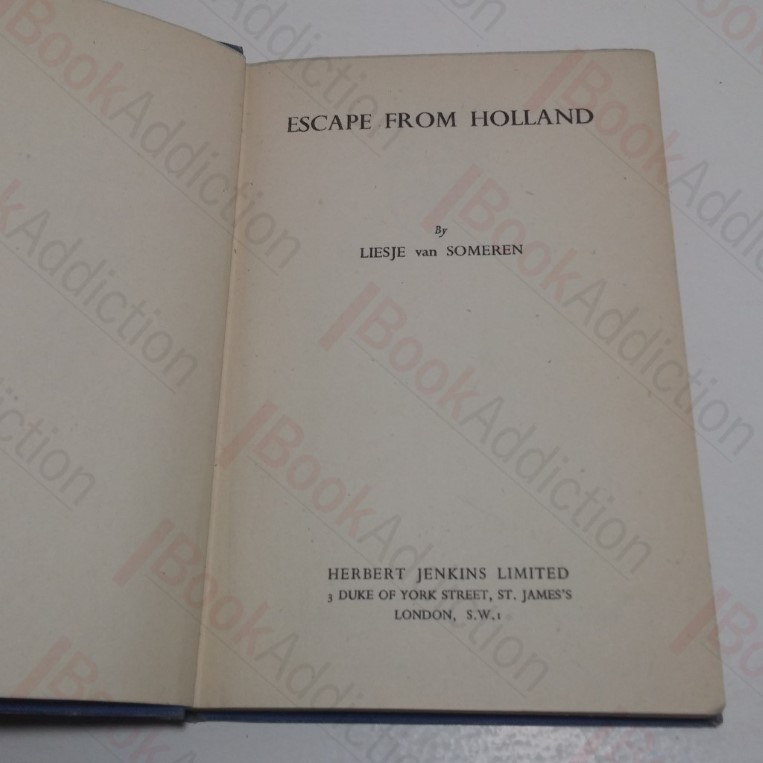 ESCAPE FROM HOLLAND
By
LIESJE van SOMEREN
HERBERT JENKINS LIMITED
3 DUKE OF YORK STREET, ST. JAMES'S
LONDON, S.W.1
BookAddiction